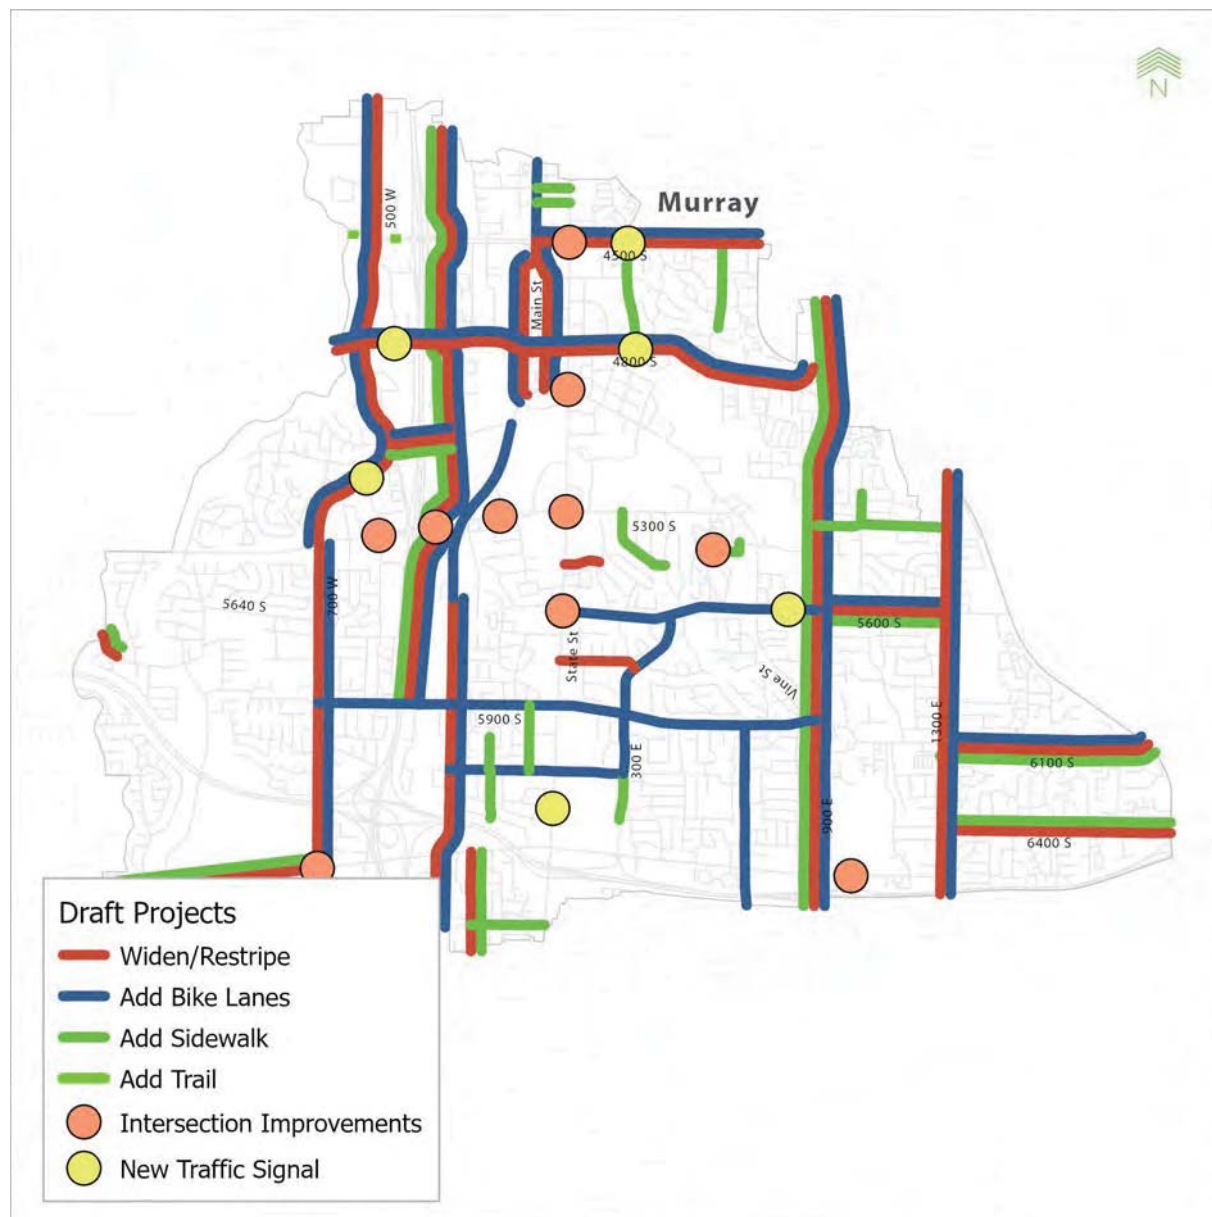 N
Murray
500 W
4500 S
Main St
4800 S
5300 S
5640 S
700 W
5600 S
State St
Vine St
5900 S
1300 E
300 E
6100 S
900 E
6400 S
Draft Projects
Widen/Restripe
Add Bike Lanes
Add Sidewalk
Add Trail
Intersection Improvements
New Traffic Signal